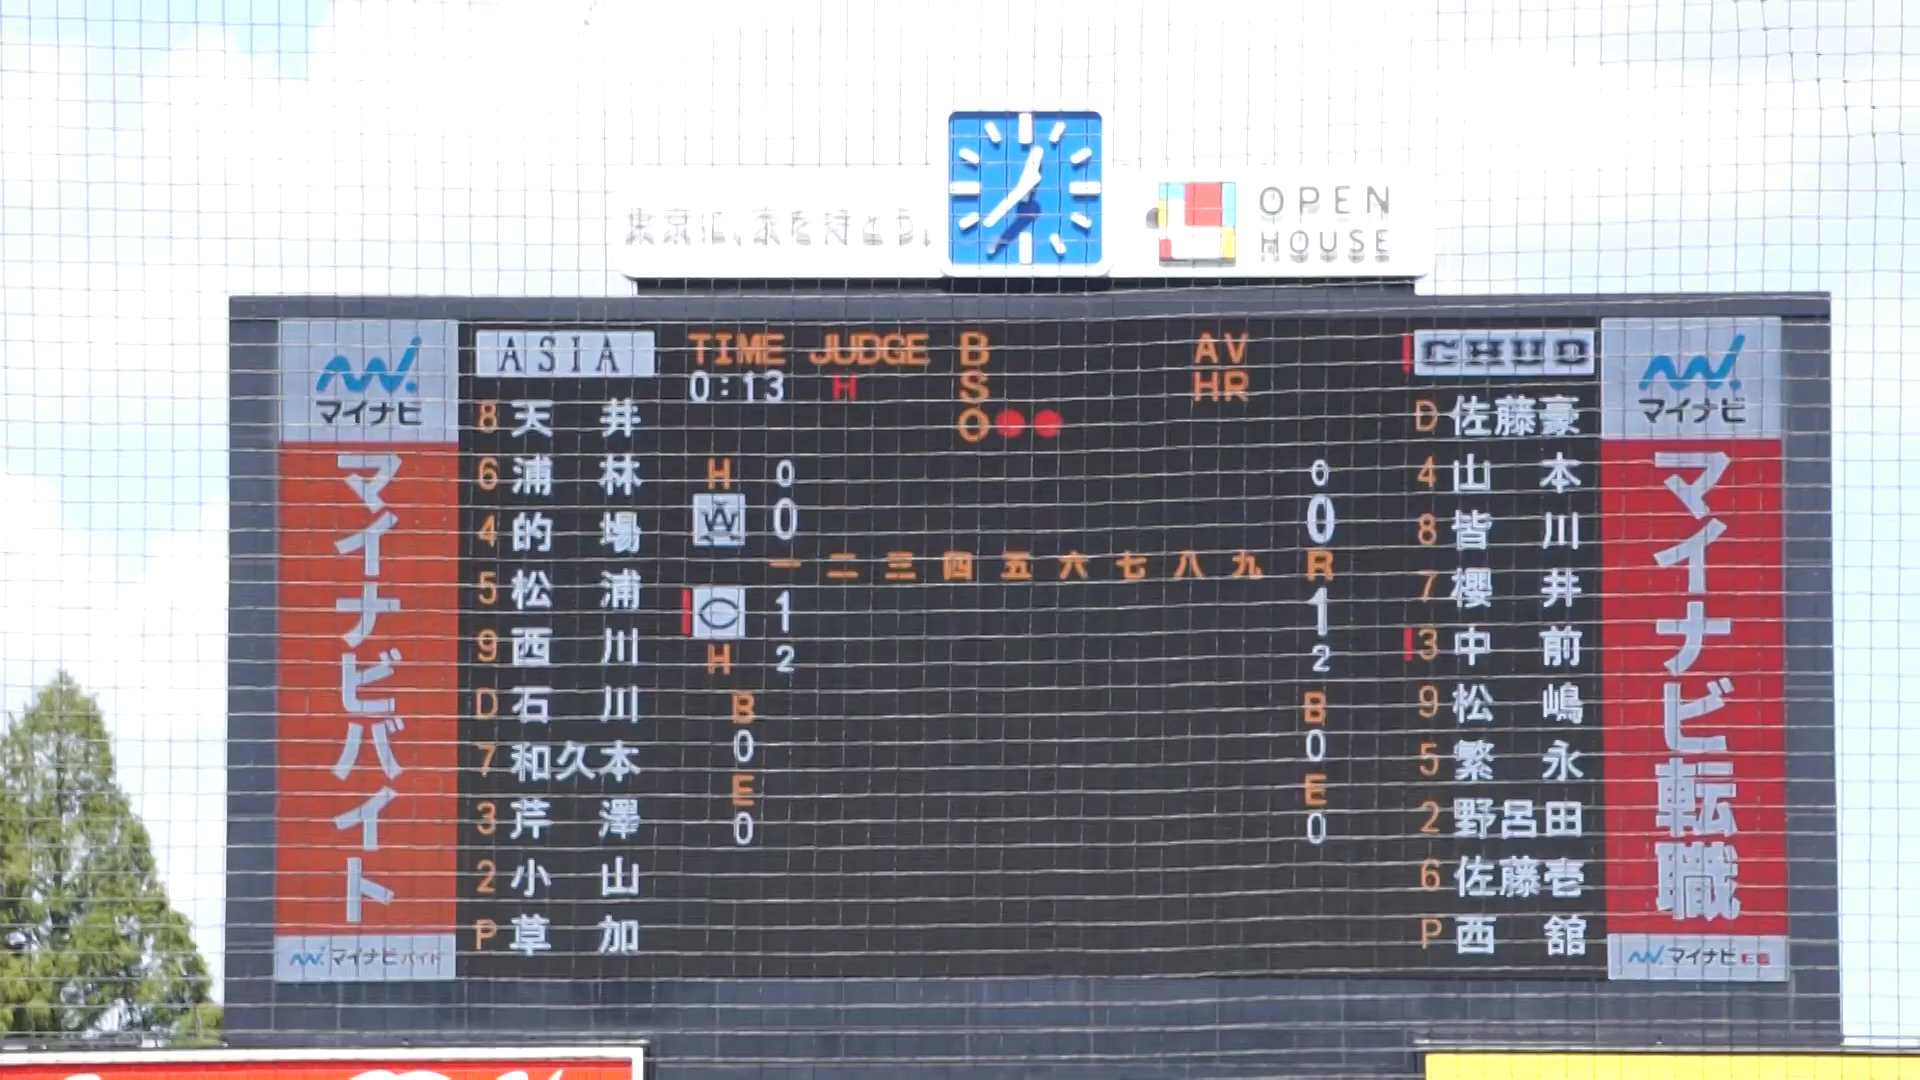 東京に、家を持とう。
OPEN
HOUSE
マイナビ
マイナビバイト
マイナビバイト
ASIA
8 天井
6 浦林
4 的場
5 松浦
9 西川
D 石川
7 和久本
3 芹澤
2 小山
P 草加
TIME JUDGE B AV
0:13 H S HR
O
H 0 0
W 0 0
一 二 三 四 五 六 七 八 九 R
C 1 1
H 2 2
B B
0 0
E E
0 0
CHUO
D 佐藤豪
4 山本
8 皆川
7 櫻井
3 中前
9 松嶋
5 繁永
2 野呂田
6 佐藤壱
P 西舘
マイナビ
マイナビ転職
マイナビ